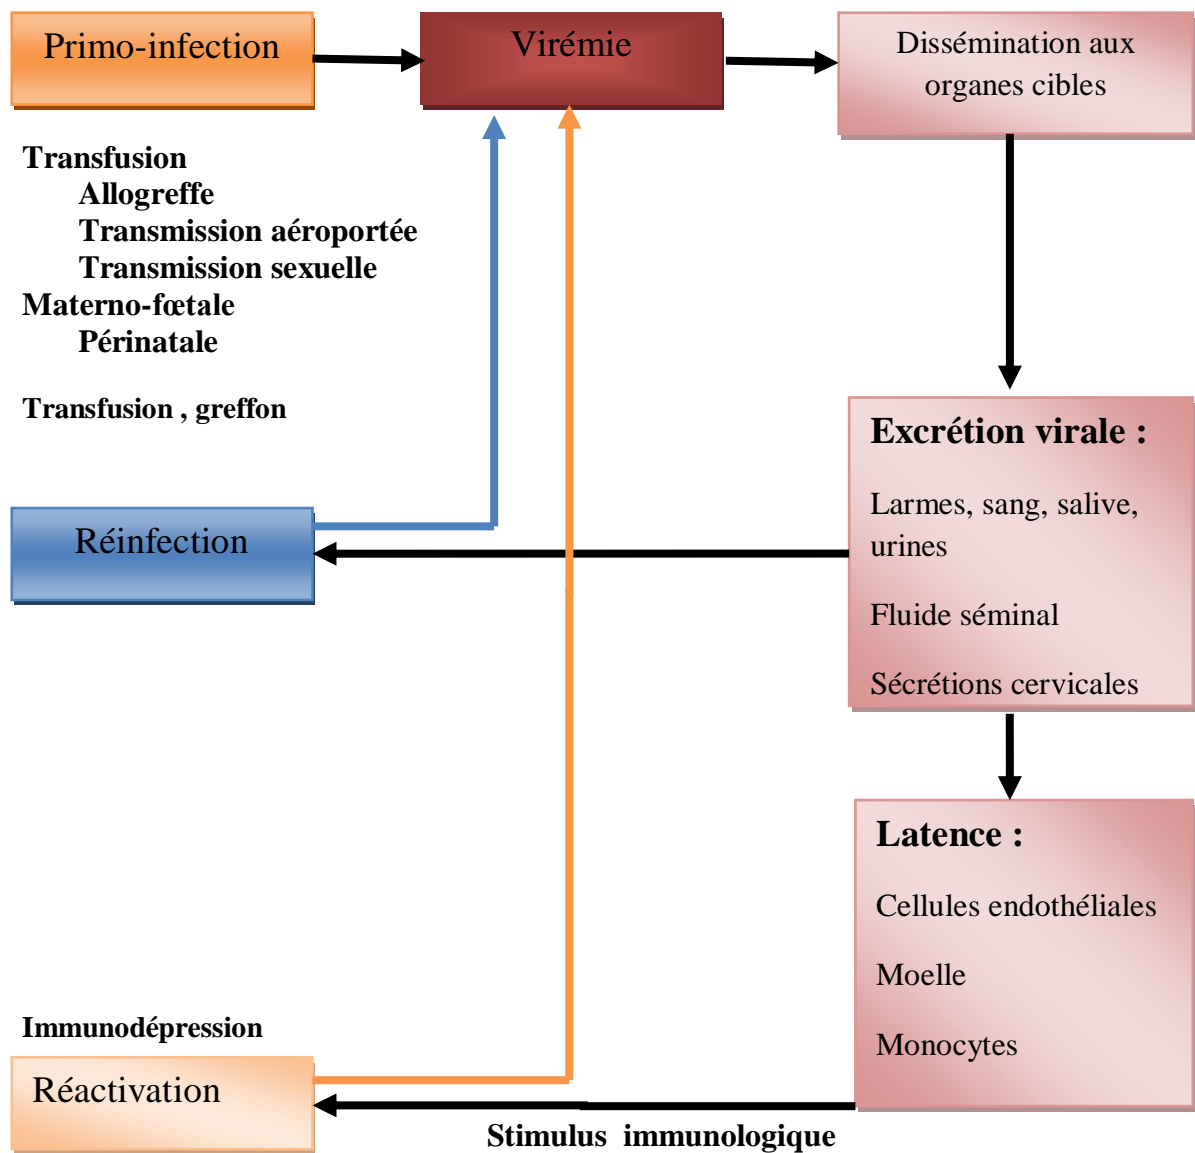 Primo-infection
Virémie
Dissémination aux
organes cibles
Transfusion
Allogreffe
Transmission aéroportée
Transmission sexuelle
Materno-fœtale
Périnatale
Transfusion , greffon
Excrétion virale :
Larmes, sang, salive,
urines
Fluide séminal
Sécrétions cervicales
Réinfection
Latence :
Cellules endothéliales
Moelle
Monocytes
Immunodépression
Réactivation
Stimulus immunologique